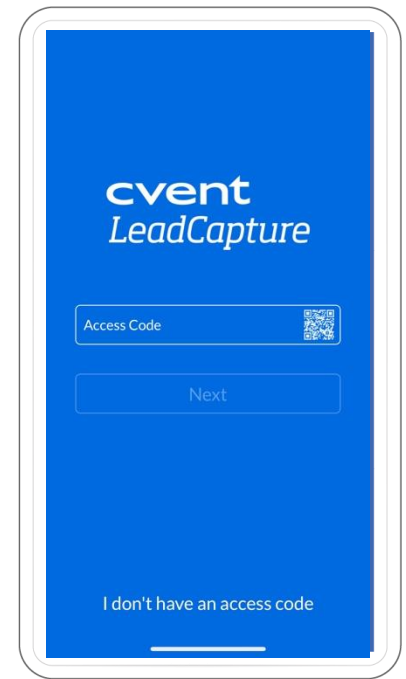 cvent
LeadCapture
Access Code
Next
I don't have an access code